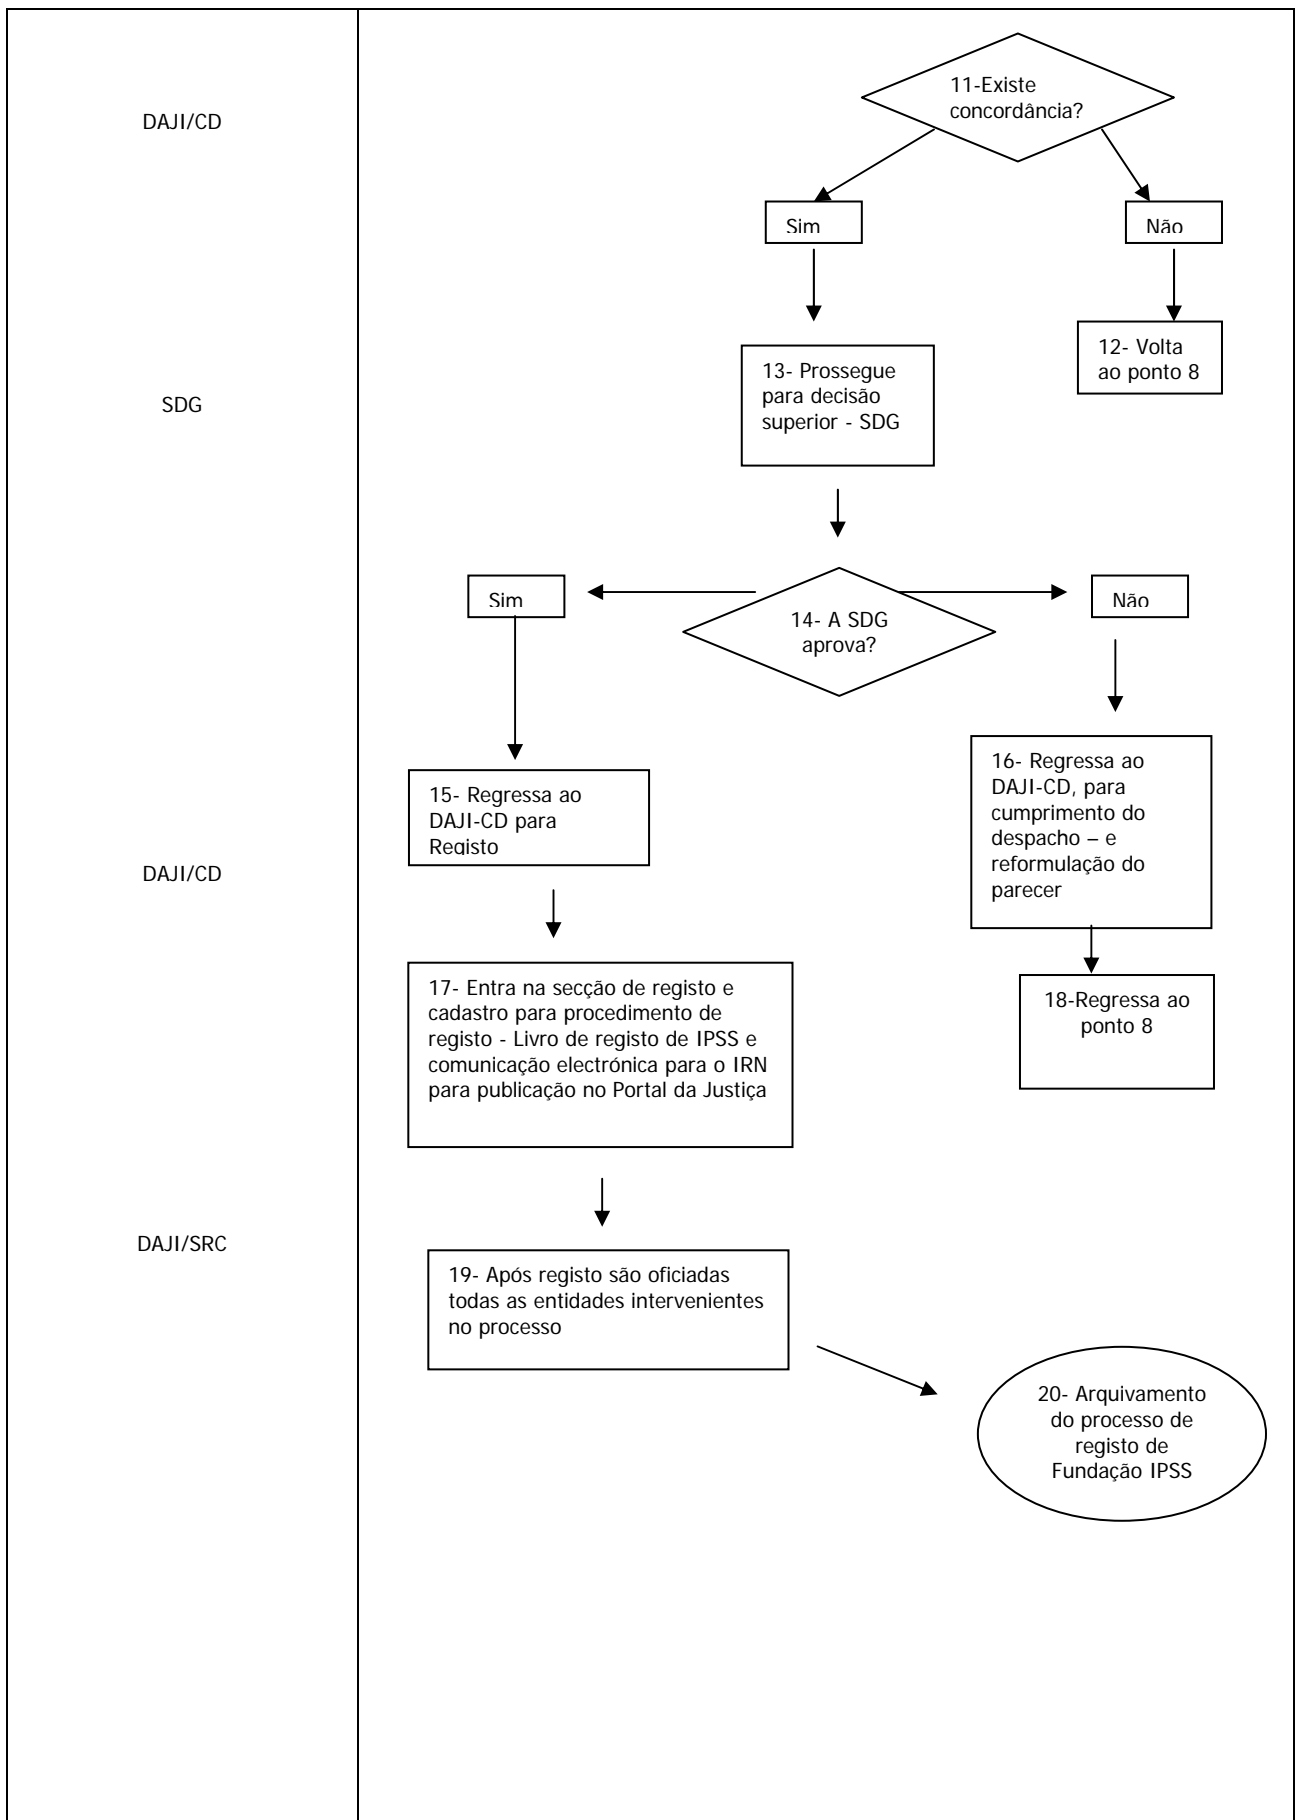 DAJI/CD
11-Existe
concordância?
Sim
Não
SDG
13- Prossegue
para decisão
superior - SDG
12- Volta
ao ponto 8
Sim
14- A SDG
aprova?
Não
DAJI/CD
15- Regressa ao
DAJI-CD para
Registo
16- Regressa ao
DAJI-CD, para
cumprimento do
despacho – e
reformulação do
parecer
17- Entra na secção de registo e
cadastro para procedimento de
registo - Livro de registo de IPSS e
comunicação electrónica para o IRN
para publicação no Portal da Justiça
18-Regressa ao
ponto 8
DAJI/SRC
19- Após registo são oficiadas
todas as entidades intervenientes
no processo
20- Arquivamento
do processo de
registo de
Fundação IPSS